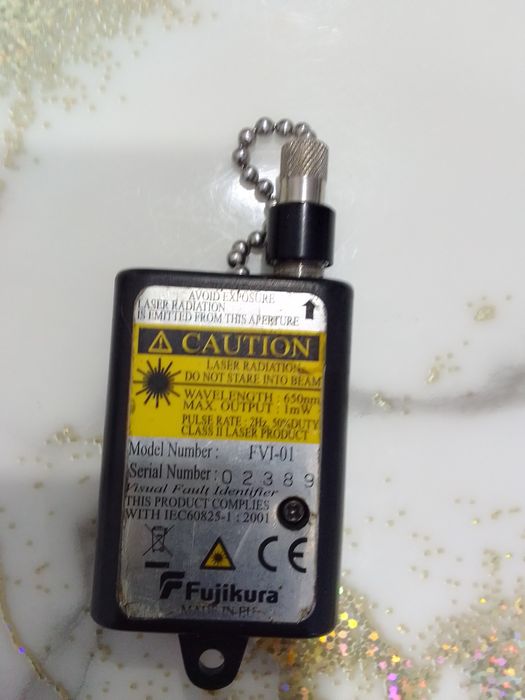 AVOID EXPOSURE
LASER RADIATION
IS EMITTED FROM THIS APERTURE
CAUTION
LASER RADIATION
DO NOT STARE INTO BEAM
WAVELENGTH : 650nm
MAX. OUTPUT : 1mW
PULSE RATE : 2Hz, 50%DUTY
CLASS II LASER PRODUCT
Model Number : FVI-01
Serial Number : 02389
Visual Fault Identifier
THIS PRODUCT COMPLIES
WITH IEC60825-1 : 2001
CE
Fujikura
MADE IN